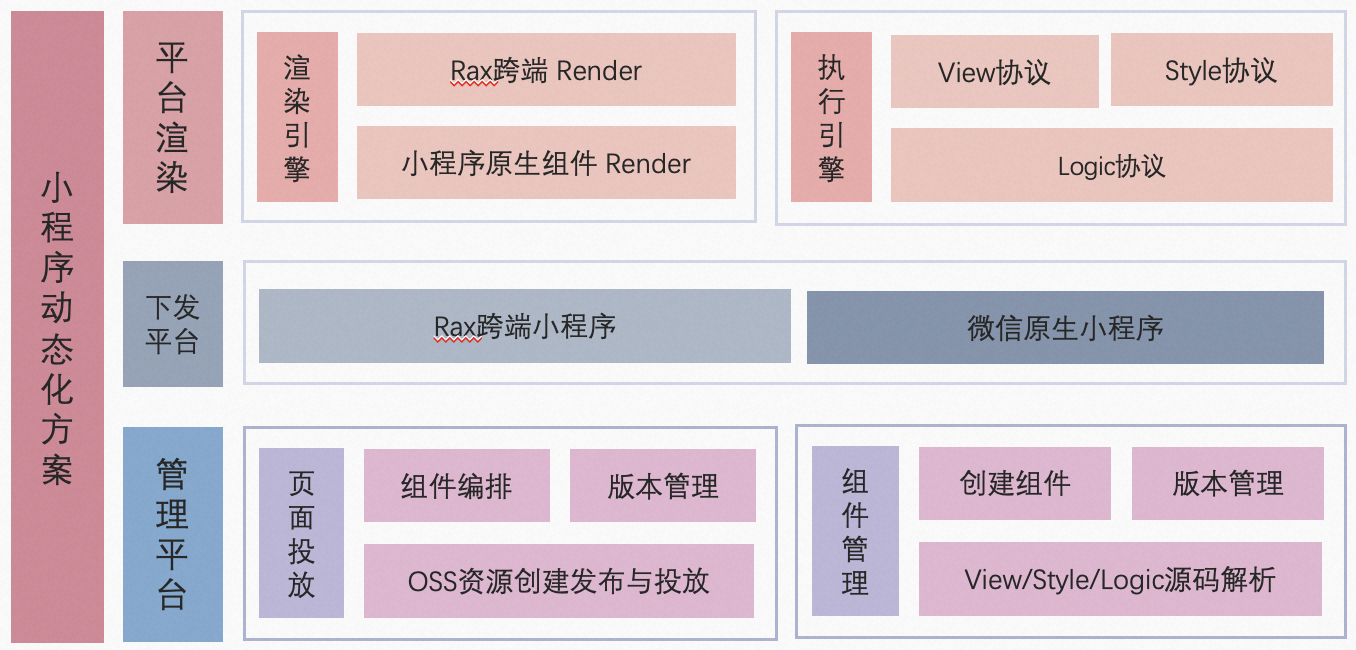 小程序动态化方案
平台渲染
渲染引擎
Rax跨端 Render
小程序原生组件 Render
执行引擎
View协议
Style协议
Logic协议
下发
平台
Rax跨端小程序
微信原生小程序
管理平台
页面投放
组件编排
版本管理
OSS资源创建发布与投放
组件管理
创建组件
版本管理
View/Style/Logic源码解析